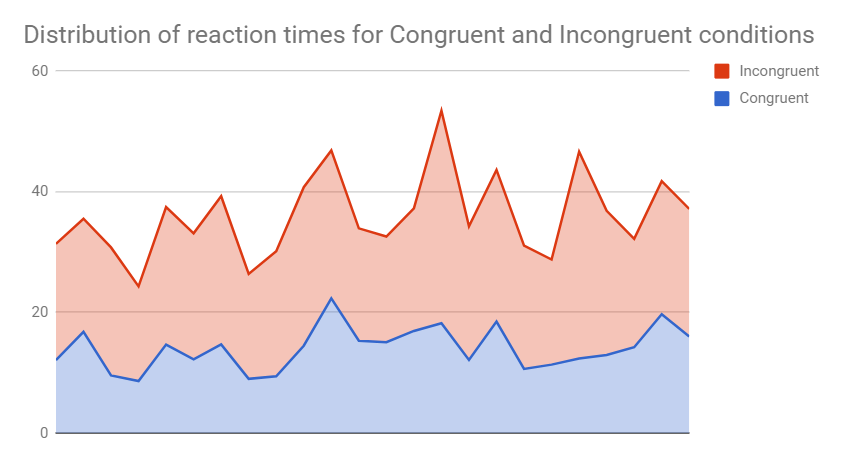 Distribution of reaction times for Congruent and Incongruent conditions
60
Incongruent
Congruent
40
20
0